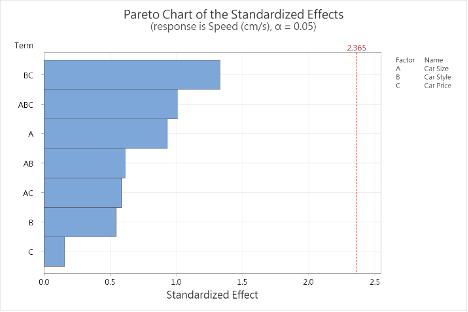 Pareto Chart of the Standardized Effects
(response is Speed (cm/s), α = 0.05)
Term
2.365
Factor Name
A Car Size
B Car Style
C Car Price
BC
ABC
A
AB
AC
B
C
0.0 0.5 1.0 1.5 2.0 2.5
Standardized Effect